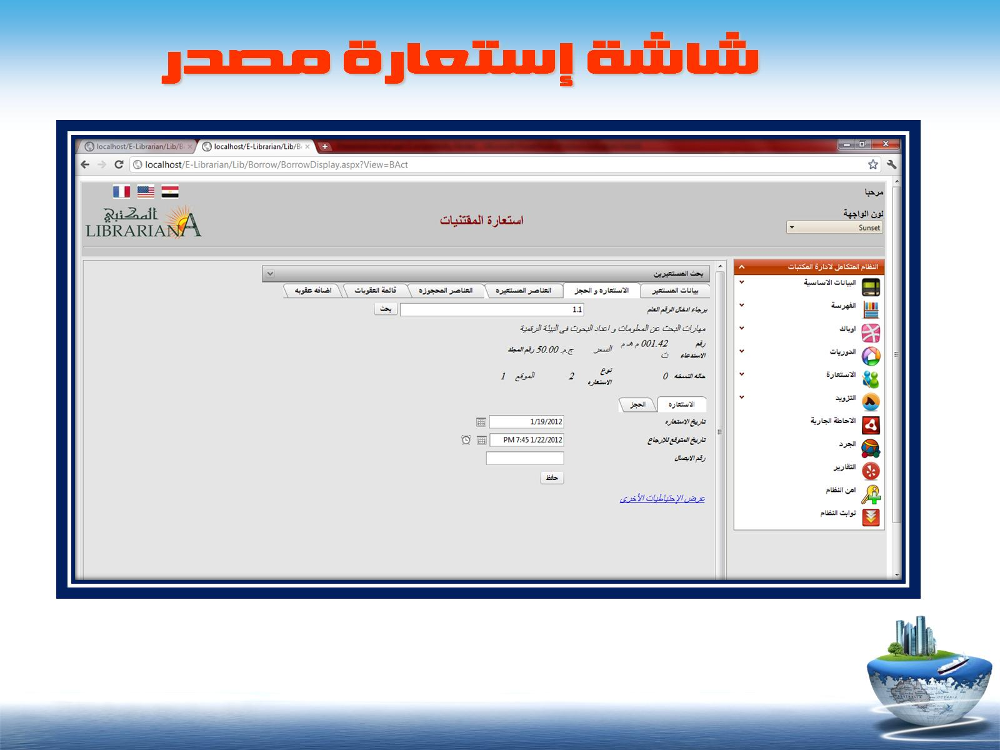 شاشة إستعارة مصدر
localhost/E-Librarian/Lib/B
localhost/E-Librarian/Lib/B
localhost/E-Librarian/Lib/Borrow/BorrowDisplay.aspx?View=BAct
مرحبا
لون الواجهة
Sunset
استعارة المقتنيات
المكتبي
LIBRARIAN
النظام المتكامل لادارة المكتبات
البيانات الاساسية
الفهرسة
اوباك
الدوريات
الاستعارة
التزويد
الاحاطة الجارية
الجرد
التقارير
امن النظام
ثوابت النظام
بحث المستعيرين
بيانات المستعير
الاستعاره و الحجز
العناصر المستعيره
العناصر المحجوزه
قائمة العقوبات
اضافه عقوبه
برجاء ادخال الرقم العام 1.1 بحث
مهارات البحث عن المعلومات و اعداد البحوث فى البيئة الرقمية
رقم الاستدعاء 001.42 م هـ م ت السعر ج.م. 50.00 رقم المجلد
حاله النسخه 0 نوع الاستعاره 2 الموقع 1
الاستعاره الحجز
تاريخ الاستعاره 1/19/2012
تاريخ المتوقع للارجاع PM 7:45 1/22/2012
رقم الايصال
حفظ
عرض الإحتياطيات الأخرى
AUSTRALIA
OCEANIA